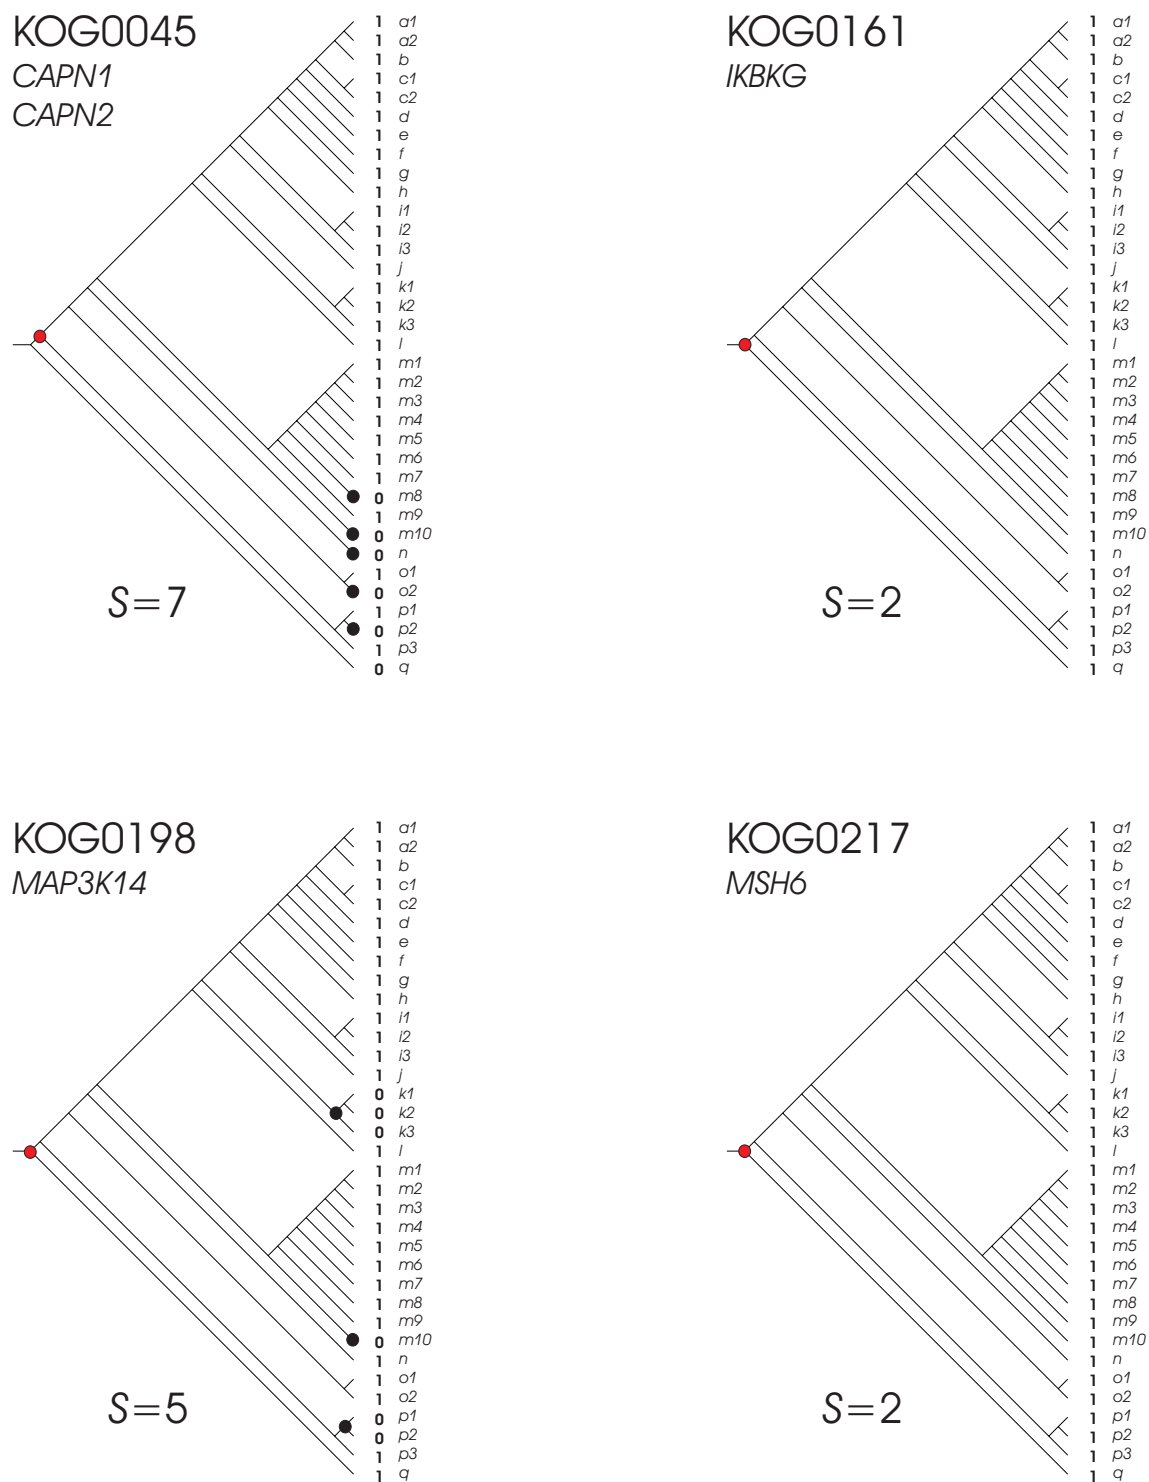 KOG0045
CAPN1
CAPN2
1 a1
1 a2
1 b
1 c1
1 c2
1 d
1 e
1 f
1 g
1 h
1 i1
1 i2
1 i3
1 j
1 k1
1 k2
1 k3
1 l
1 m1
1 m2
1 m3
1 m4
1 m5
1 m6
1 m7
0 m8
1 m9
0 m10
0 n
1 o1
0 o2
1 p1
0 p2
1 p3
0 q
S=7
KOG0161
IKBKG
1 a1
1 a2
1 b
1 c1
1 c2
1 d
1 e
1 f
1 g
1 h
1 i1
1 i2
1 i3
1 j
1 k1
1 k2
1 k3
1 l
1 m1
1 m2
1 m3
1 m4
1 m5
1 m6
1 m7
1 m8
1 m9
1 m10
1 n
1 o1
1 o2
1 p1
1 p2
1 p3
1 q
S=2
KOG0198
MAP3K14
1 a1
1 a2
1 b
1 c1
1 c2
1 d
1 e
1 f
1 g
1 h
1 i1
1 i2
1 i3
1 j
0 k1
0 k2
0 k3
1 l
1 m1
1 m2
1 m3
1 m4
1 m5
1 m6
1 m7
1 m8
1 m9
0 m10
1 n
1 o1
1 o2
0 p1
0 p2
1 p3
1 q
S=5
KOG0217
MSH6
1 a1
1 a2
1 b
1 c1
1 c2
1 d
1 e
1 f
1 g
1 h
1 i1
1 i2
1 i3
1 j
1 k1
1 k2
1 k3
1 l
1 m1
1 m2
1 m3
1 m4
1 m5
1 m6
1 m7
1 m8
1 m9
1 m10
1 n
1 o1
1 o2
1 p1
1 p2
1 p3
1 q
S=2